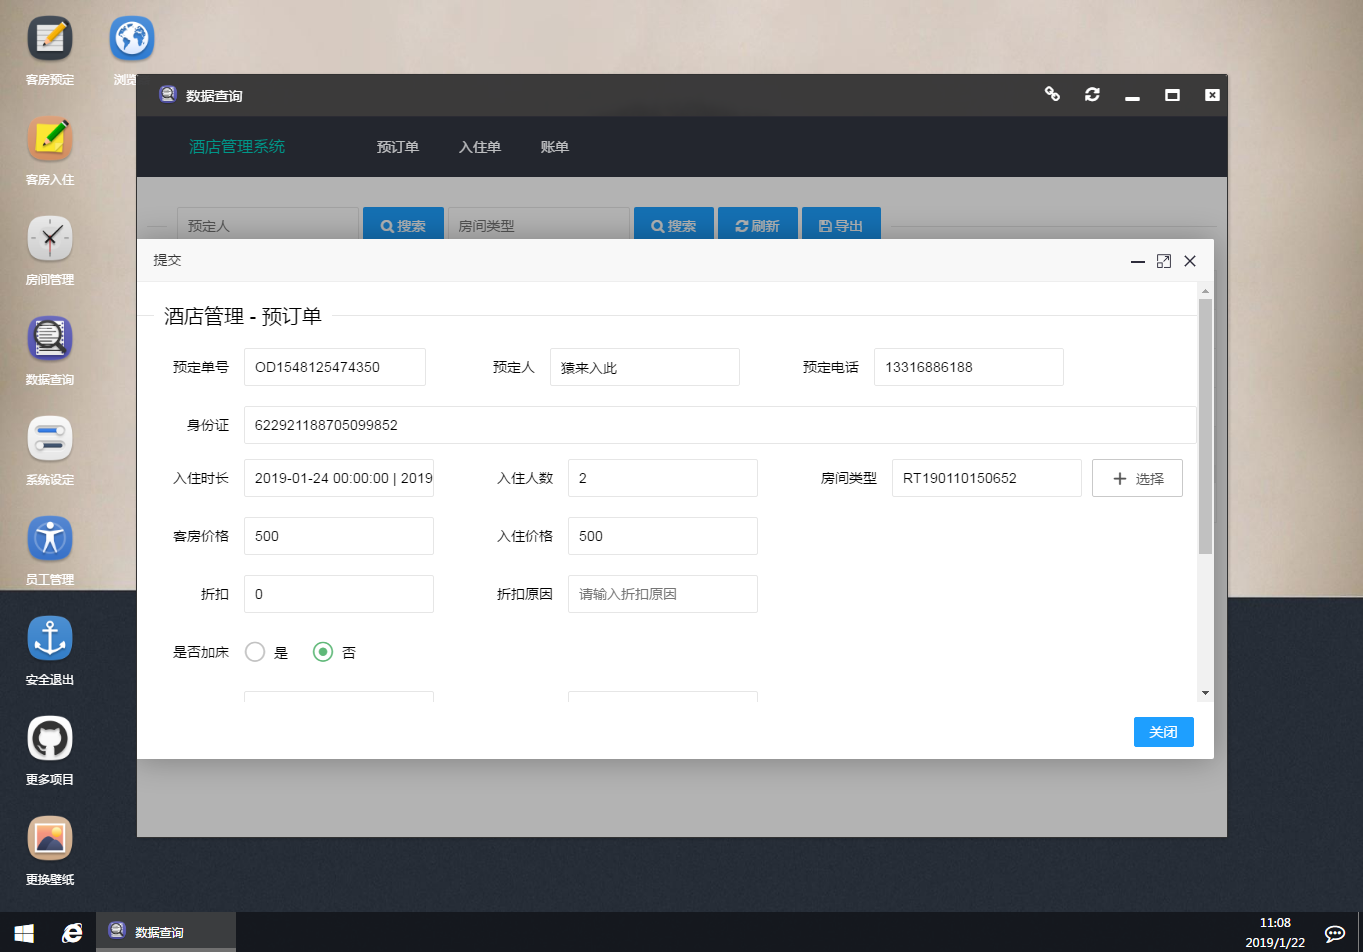 客房预定
浏览
客房入住
房间管理
数据查询
系统设定
员工管理
安全退出
更多项目
更换壁纸
数据查询
酒店管理系统 预订单 入住单 账单
预定人 搜索 房间类型 搜索 刷新 导出
提交
酒店管理 - 预订单
预定单号 OD1548125474350 预定人 猿来入此 预定电话 13316886188
身份证 622921188705099852
入住时长 2019-01-24 00:00:00 | 2019 入住人数 2 房间类型 RT190110150652 选择
客房价格 500 入住价格 500
折扣 0 折扣原因 请输入折扣原因
是否加床 是 否
关闭
数据查询
11:08
2019/1/22